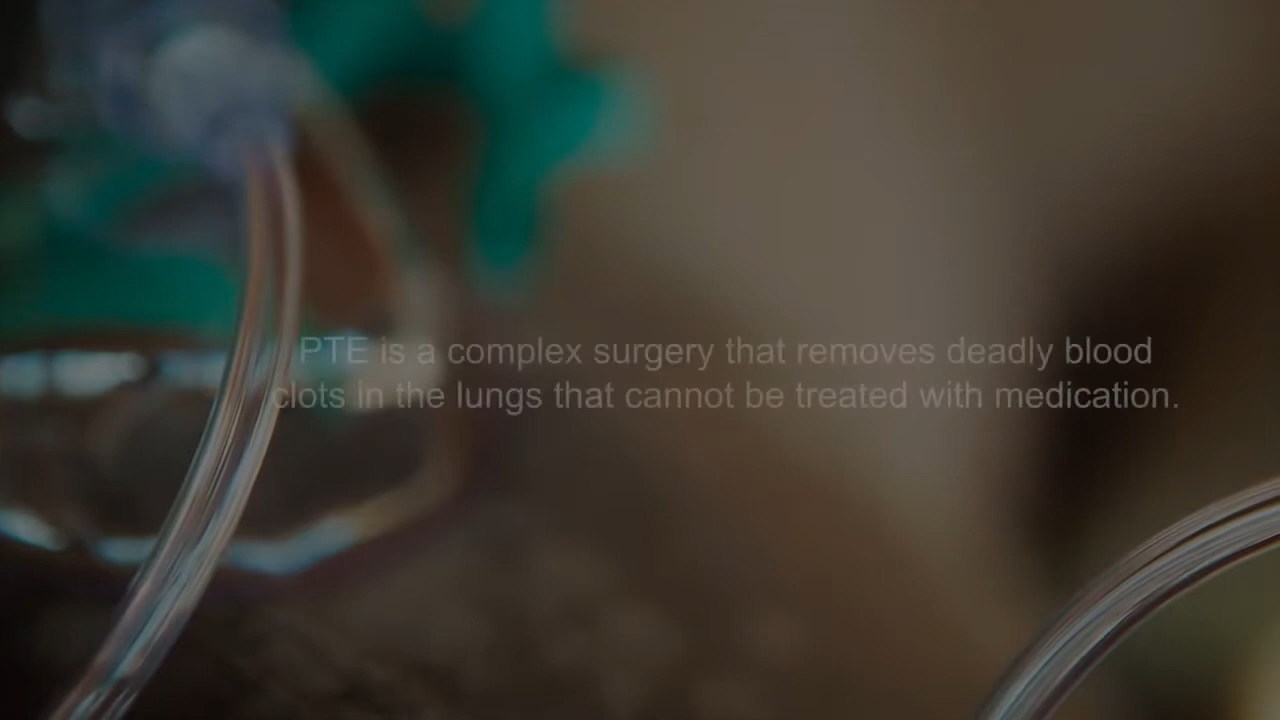 PTE is a complex surgery that removes deadly blood
clots in the lungs that cannot be treated with medication.